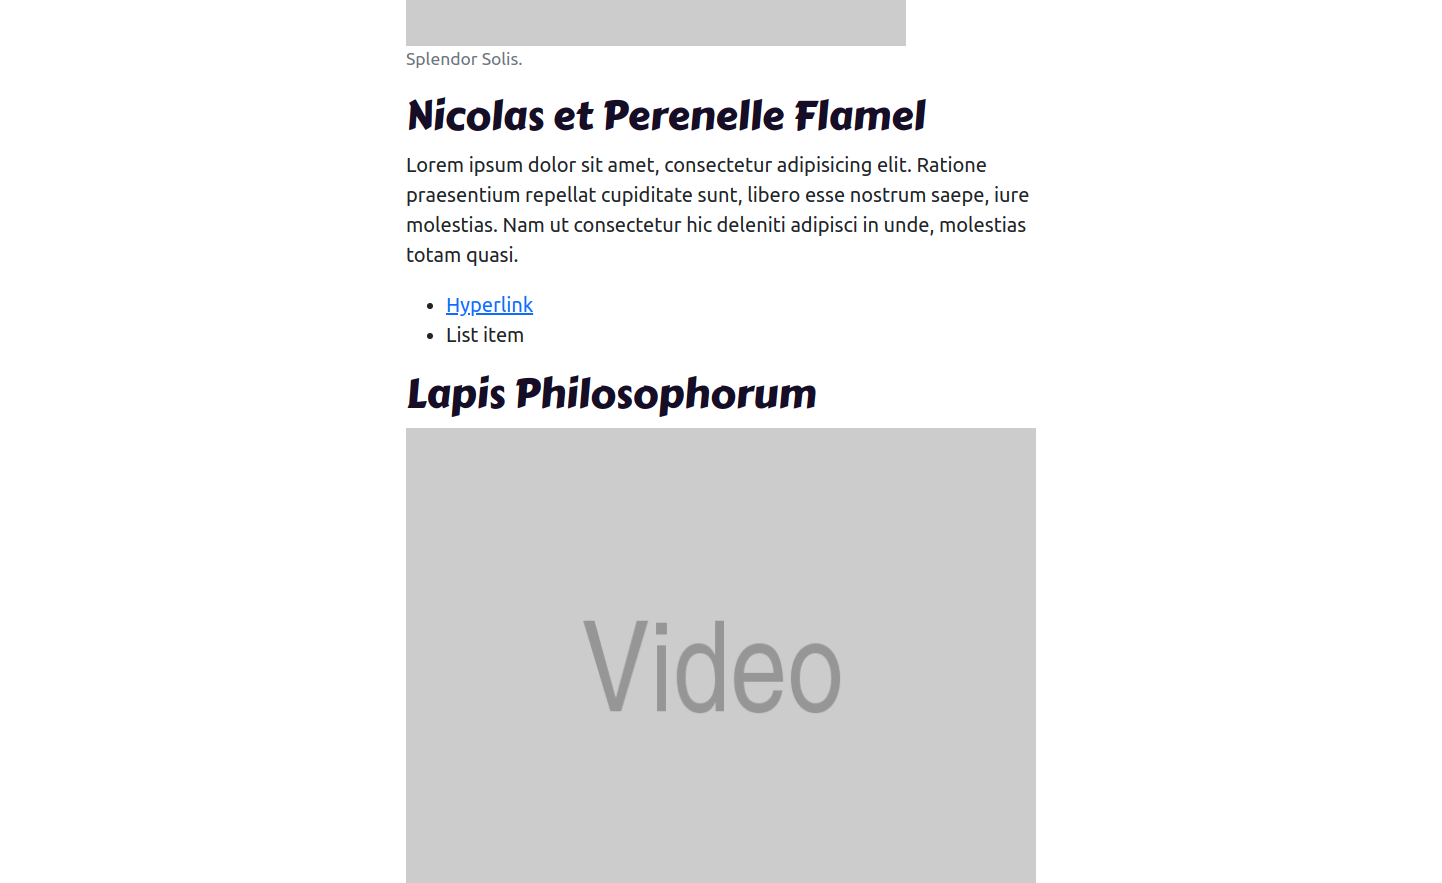 Splendor Solis.
Nicolas et Perenelle Flamel
Lorem ipsum dolor sit amet, consectetur adipisicing elit. Ratione
praesentium repellat cupiditate sunt, libero esse nostrum saepe, iure
molestias. Nam ut consectetur hic deleniti adipisci in unde, molestias
totam quasi.
Hyperlink
List item
Lapis Philosophorum
Video